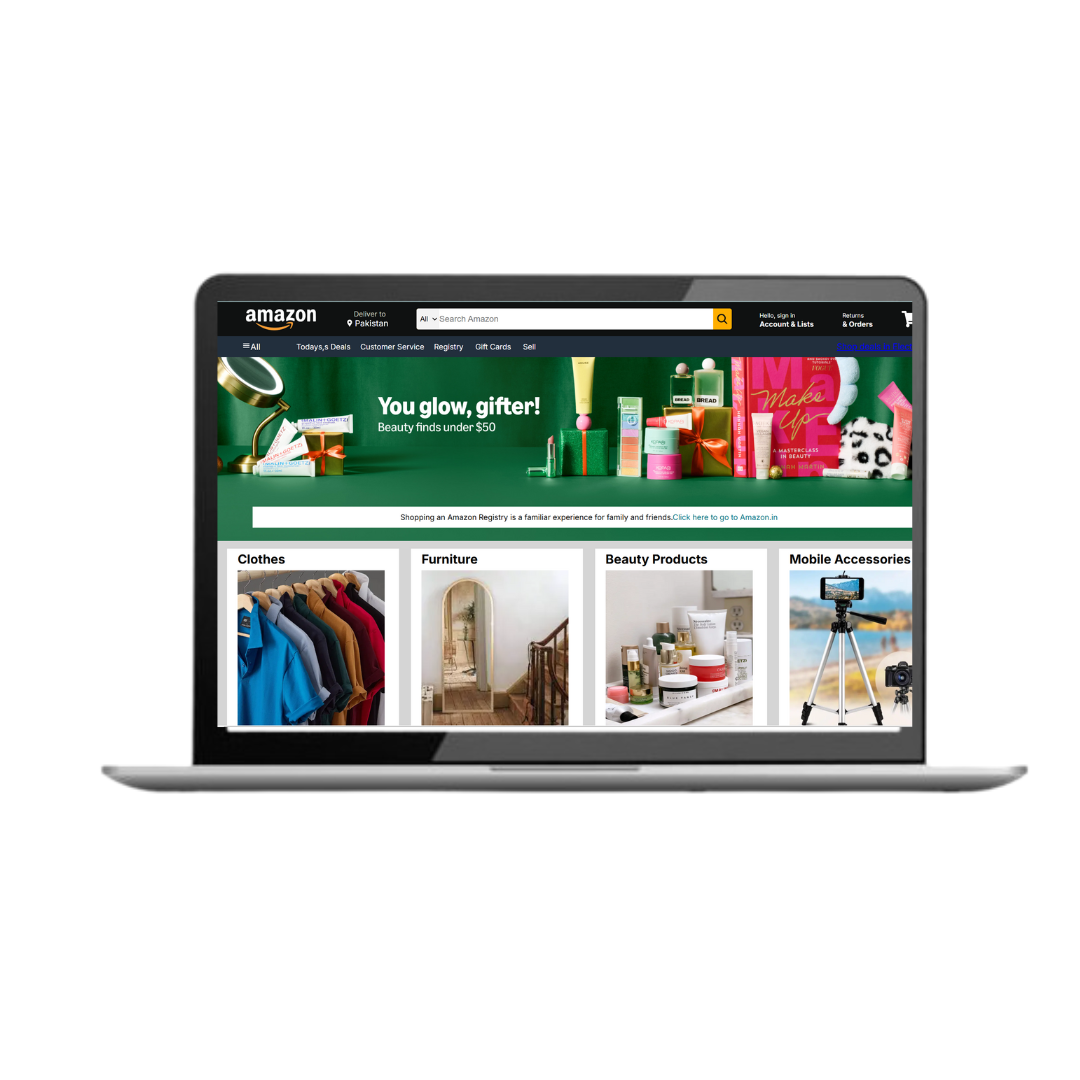 amazon
Deliver to
Pakistan
All
Search Amazon
Hello, sign in
Account & Lists
Returns
& Orders
All
Todays,s Deals
Customer Service
Registry
Gift Cards
Sell
You glow, gifter!
Beauty finds under $50
BREAD
BREAD
Make
Up
A MASTERCLASS
IN BEAUTY
Shopping an Amazon Registry is a familiar experience for family and friends.Click here to go to Amazon.in
Clothes
Furniture
Beauty Products
Mobile Accessories